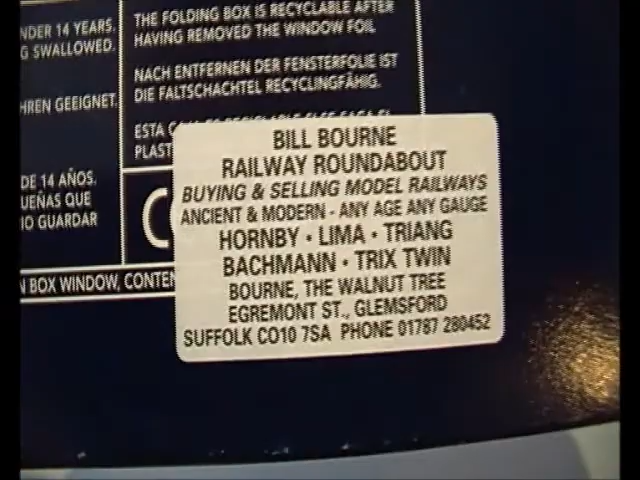 NDER 14 YEARS.
G SWALLOWED.
HREN GEEIGNET.
DE 14 AÑOS.
UEÑAS QUE
IO GUARDAR
THE FOLDING BOX IS RECYCLABLE AFTER
HAVING REMOVED THE WINDOW FOIL
NACH ENTFERNEN DER FENSTERFOLIE IST
DIE FALTSCHACHTEL RECYCLINGFÄHIG.
ESTA
PLAST
N BOX WINDOW, CONTEN
BILL BOURNE
RAILWAY ROUNDABOUT
BUYING & SELLING MODEL RAILWAYS
ANCIENT & MODERN - ANY AGE ANY GAUGE
HORNBY • LIMA • TRIANG
BACHMANN • TRIX TWIN
BOURNE, THE WALNUT TREE
EGREMONT ST., GLEMSFORD
SUFFOLK CO10 7SA PHONE 01787 280452